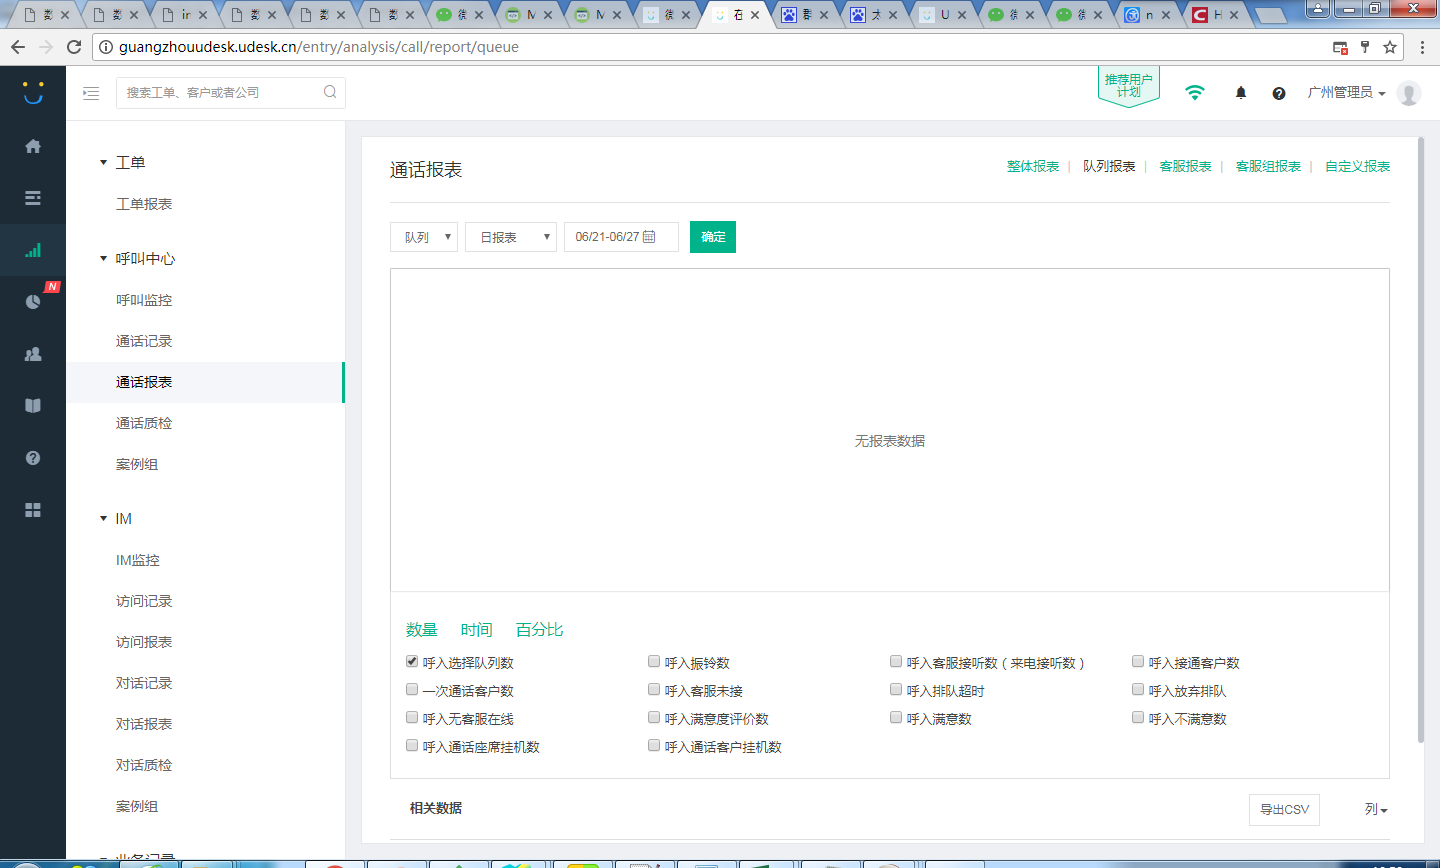 guangzhouudesk.udesk.cn/entry/analysis/call/report/queue
搜索工单、客户或者公司
推荐用户
计划
广州管理员
N
工单
工单报表
呼叫中心
呼叫监控
通话记录
通话报表
通话质检
案例组
IM
IM监控
访问记录
访问报表
对话记录
对话报表
对话质检
案例组
业务记录
通话报表
整体报表 | 队列报表 | 客服报表 | 客服组报表 | 自定义报表
队列 日报表 06/21-06/27 确定
无报表数据
数量 时间 百分比
呼入选择队列数 呼入振铃数 呼入客服接听数（来电接听数） 呼入接通客户数
一次通话客户数 呼入客服未接 呼入排队超时 呼入放弃排队
呼入无客服在线 呼入满意度评价数 呼入满意数 呼入不满意数
呼入通话座席挂机数 呼入通话客户挂机数
相关数据 导出CSV 列